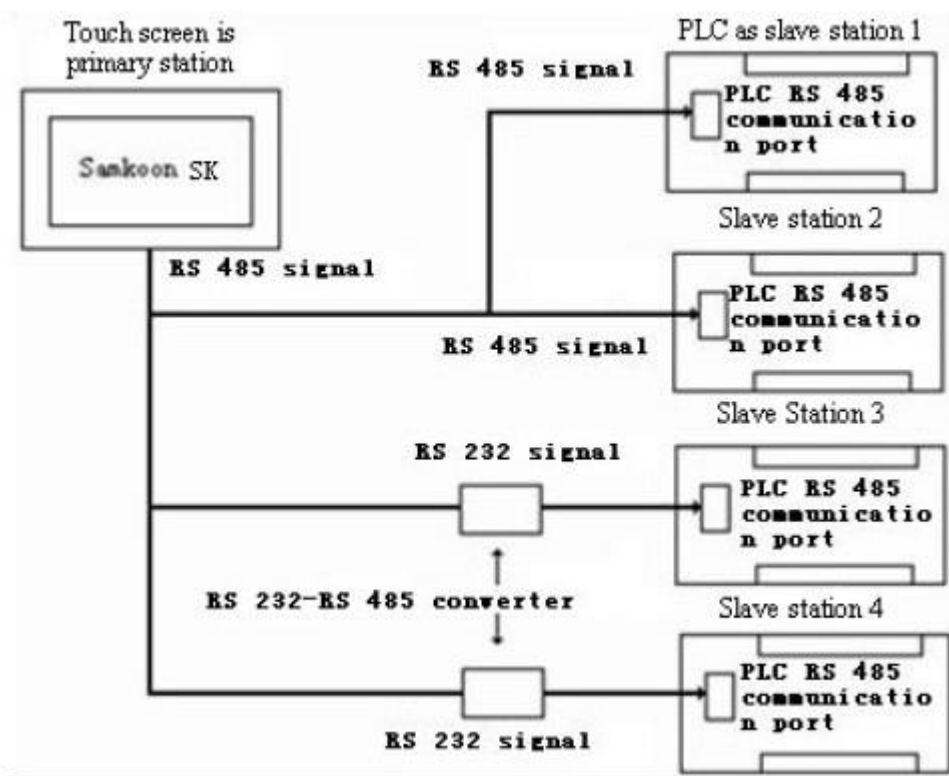 Touch screen is
primary station
Samkoon SK
RS 485 signal
RS 485 signal
PLC as slave station 1
PLC RS 485
communicatio
n port
Slave station 2
RS 485 signal
PLC RS 485
communicatio
n port
Slave Station 3
RS 232 signal
PLC RS 485
communicatio
n port
RS 232-RS 485 converter
Slave station 4
PLC RS 485
communicatio
n port
RS 232 signal